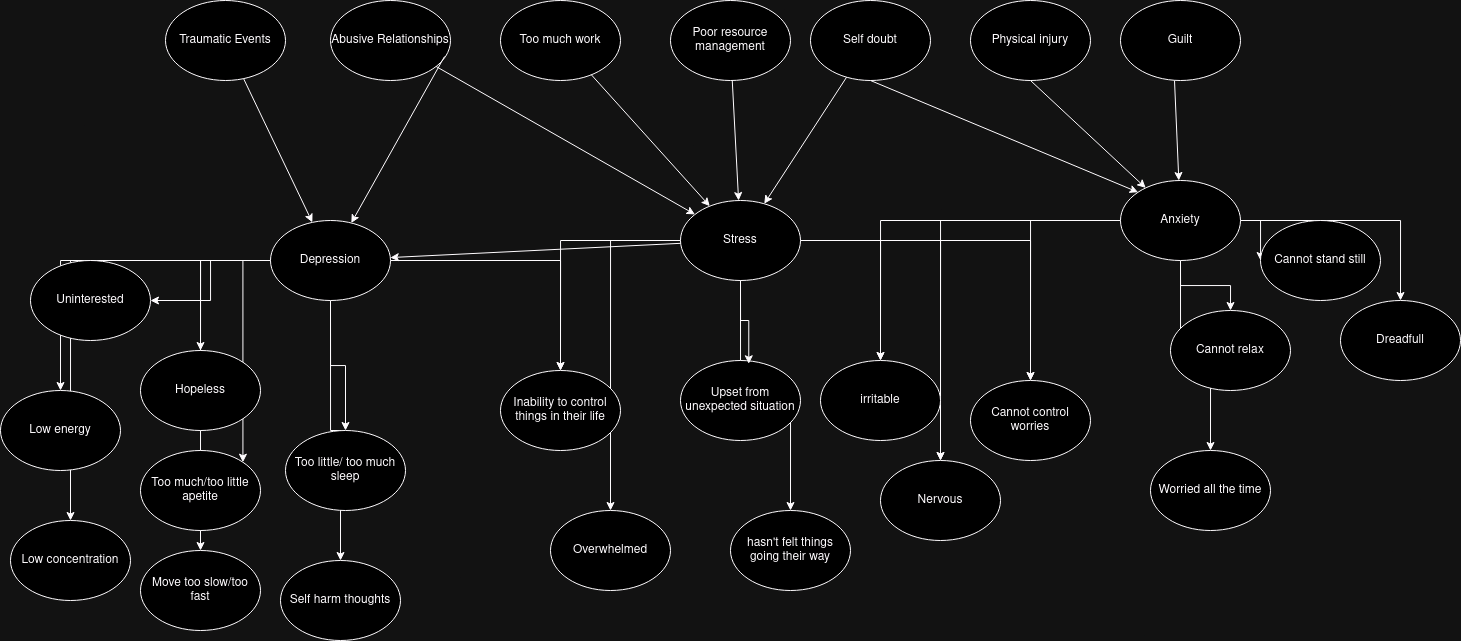 Traumatic Events
Abusive Relationships
Too much work
Poor resource
management
Self doubt
Physical injury
Guilt
Depression
Stress
Anxiety
Uninterested
Cannot stand still
Hopeless
Cannot relax
Dreadfull
Low energy
Too little/ too much
sleep
Inability to control
things in their life
Upset from
unexpected situation
irritable
Cannot control
worries
Too much/too little
apetite
Nervous
Worried all the time
Low concentration
Move too slow/too
fast
Self harm thoughts
Overwhelmed
hasn't felt things
going their way